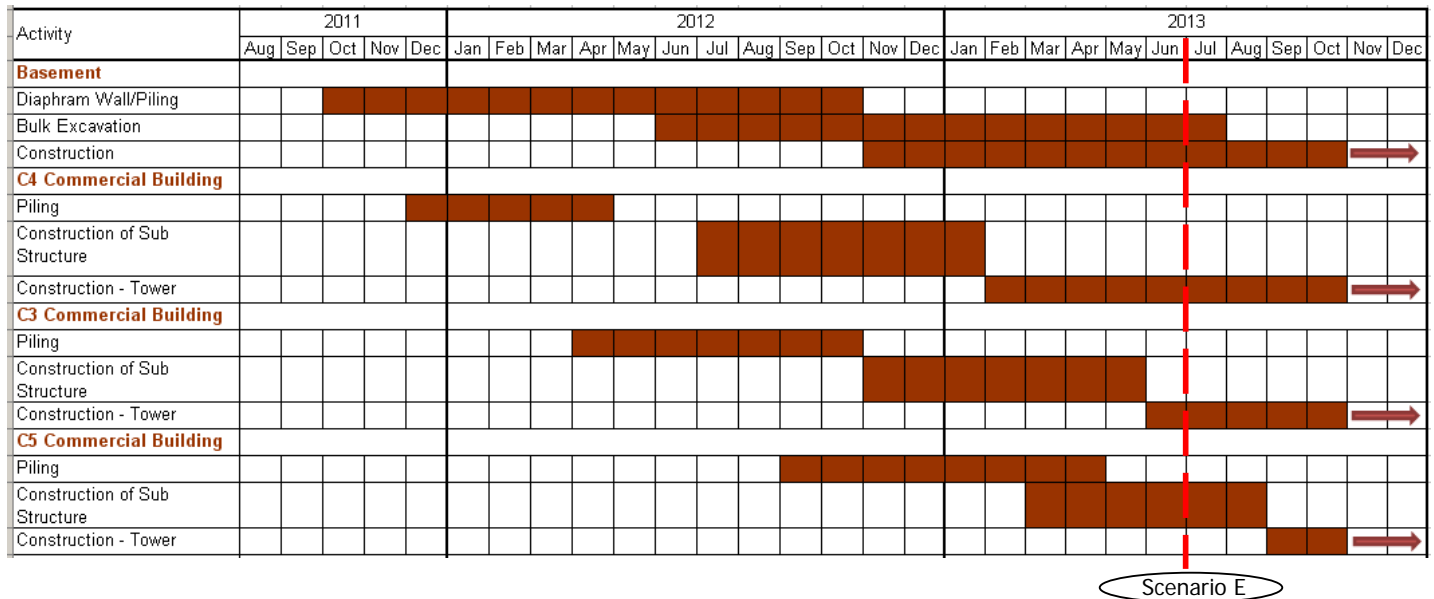 Activity
2011 2012 2013
Aug Sep Oct Nov Dec Jan Feb Mar Apr May Jun Jul Aug Sep Oct Nov Dec Jan Feb Mar Apr May Jun Jul Aug Sep Oct Nov Dec
Basement
Diaphram Wall/Piling
Bulk Excavation
Construction
C4 Commercial Building
Piling
Construction of Sub
Structure
Construction - Tower
C3 Commercial Building
Piling
Construction of Sub
Structure
Construction - Tower
C5 Commercial Building
Piling
Construction of Sub
Structure
Construction - Tower
Scenario E